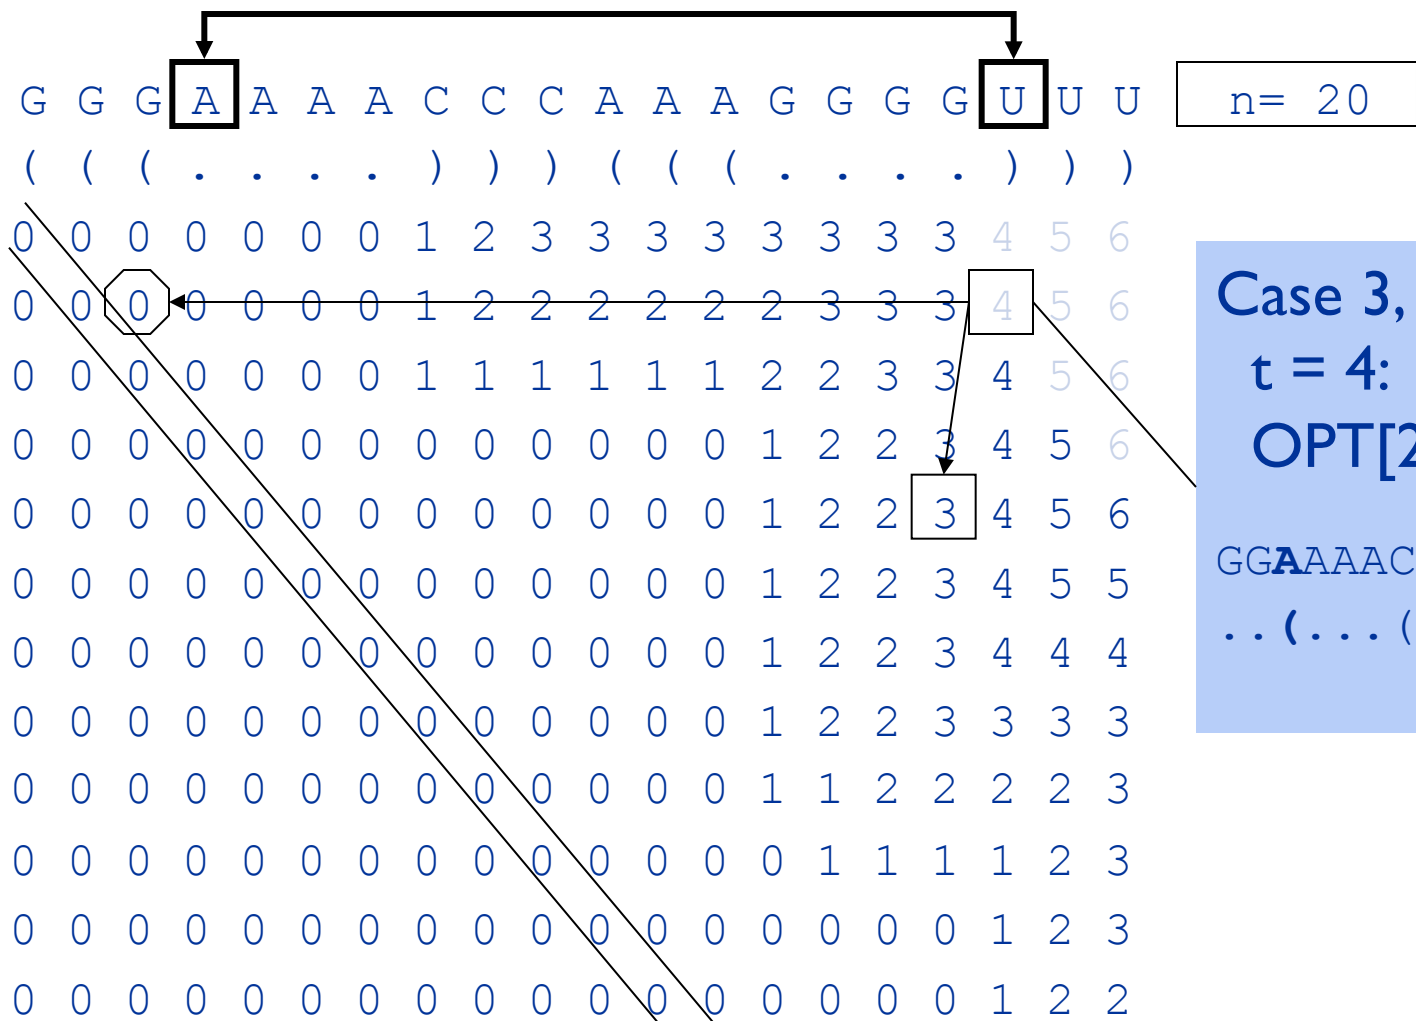 G G G A A A A C C C A A A G G G G U U U n= 20
( ( ( . . . . ) ) ) ( ( ( . . . . ) ) )
0 0 0 0 0 0 0 1 2 3 3 3 3 3 3 3 3 4 5 6
0 0 0 0 0 0 0 1 2 2 2 2 2 2 3 3 3 4 5 6
0 0 0 0 0 0 0 1 1 1 1 1 1 2 2 3 3 4 5 6
0 0 0 0 0 0 0 0 0 0 0 0 0 1 2 2 3 4 5 6
0 0 0 0 0 0 0 0 0 0 0 0 0 1 2 2 3 4 5 6
0 0 0 0 0 0 0 0 0 0 0 0 0 1 2 2 3 4 5 5
0 0 0 0 0 0 0 0 0 0 0 0 0 1 2 2 3 4 4 4
0 0 0 0 0 0 0 0 0 0 0 0 0 1 2 2 3 3 3 3
0 0 0 0 0 0 0 0 0 0 0 0 0 1 1 2 2 2 2 3
0 0 0 0 0 0 0 0 0 0 0 0 0 0 1 1 1 1 2 3
0 0 0 0 0 0 0 0 0 0 0 0 0 0 0 0 0 1 2 3
0 0 0 0 0 0 0 0 0 0 0 0 0 0 0 0 0 1 2 2
Case 3,
t = 4:
OPT[2
GGAAAAC
..(...(